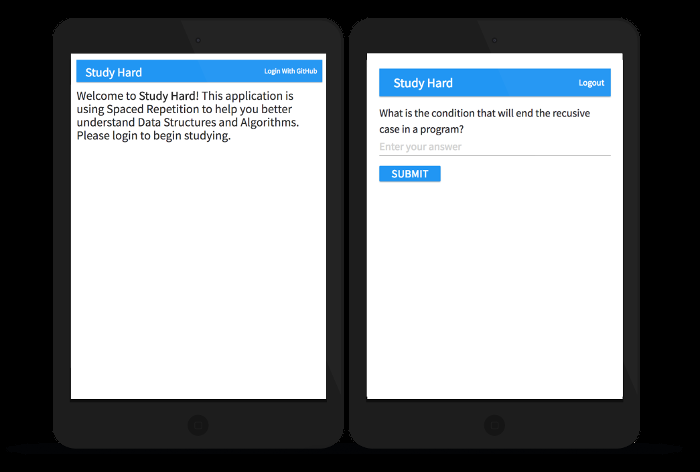 Study Hard
Login With GitHub
Welcome to Study Hard! This application is
using Spaced Repetition to help you better
understand Data Structures and Algorithms.
Please login to begin studying.
Study Hard
Logout
What is the condition that will end the recusive
case in a program?
Enter your answer
SUBMIT